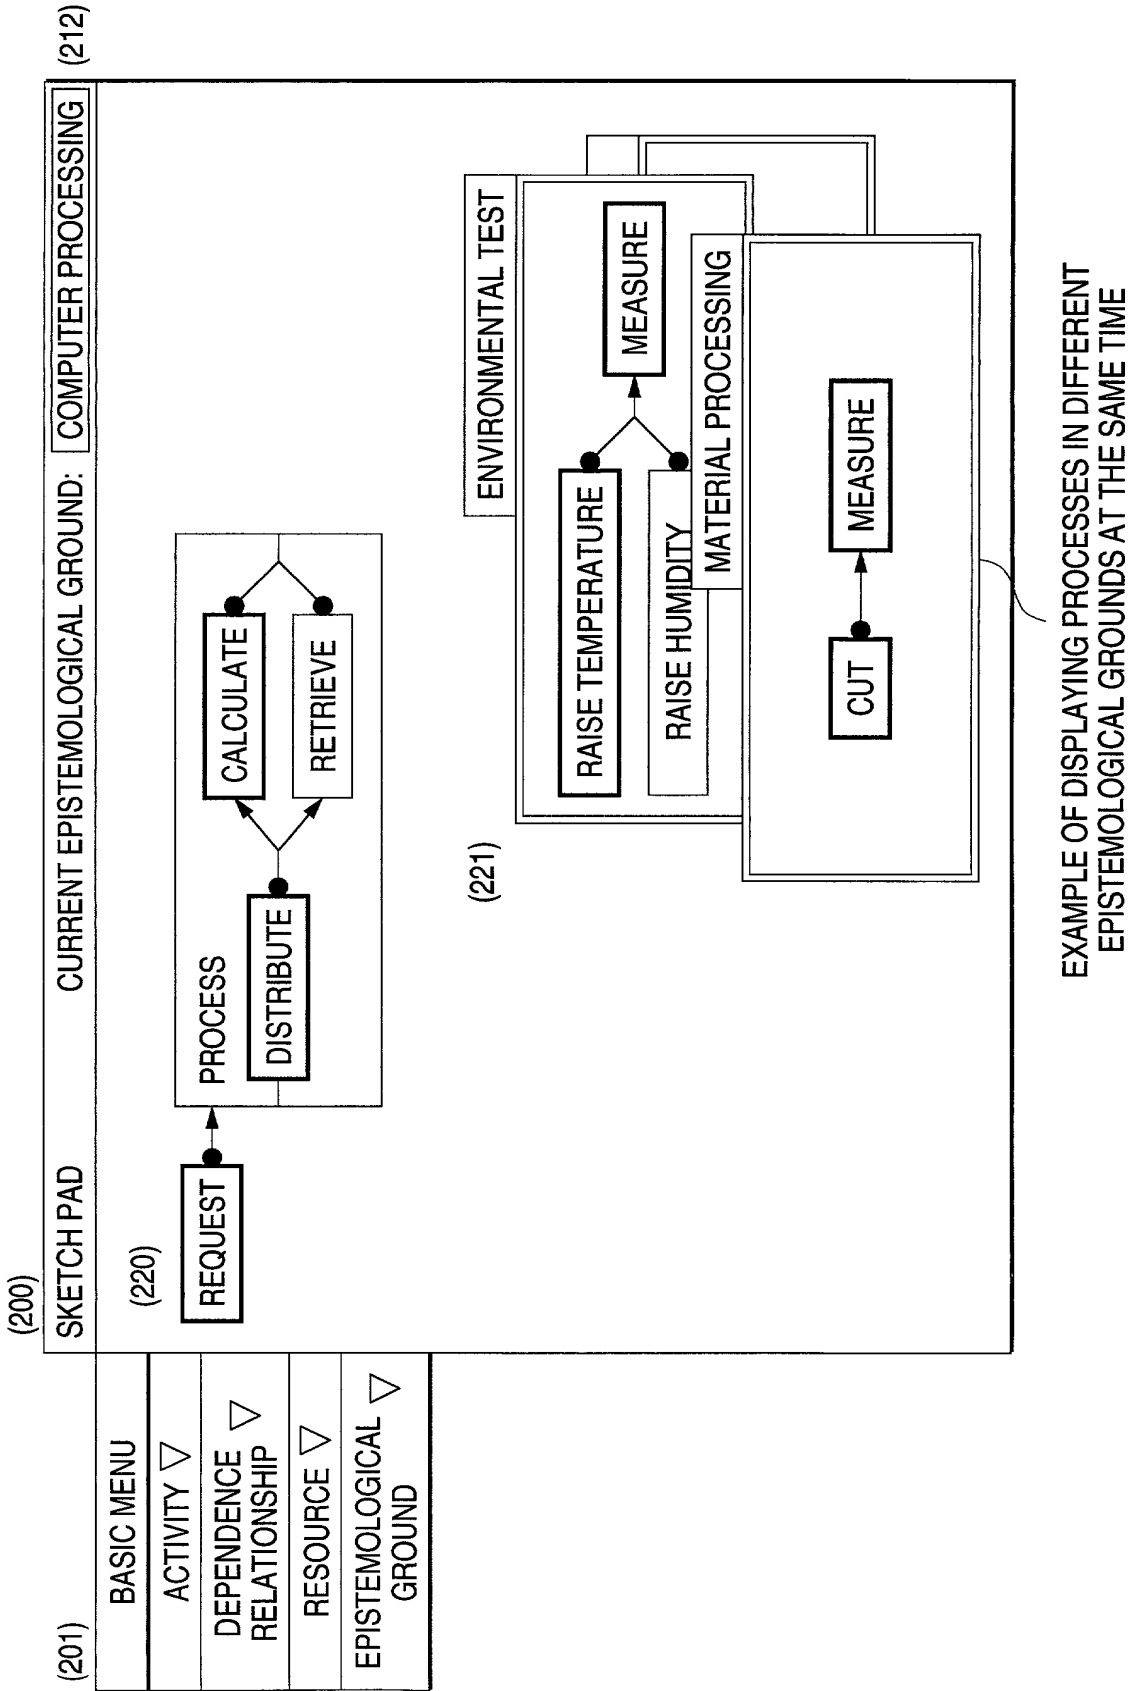 (200)
(201)
SKETCH PAD
CURRENT EPISTEMOLOGICAL GROUND:
COMPUTER PROCESSING
(212)
BASIC MENU
ACTIVITY ▽
DEPENDENCE ▽
RELATIONSHIP
RESOURCE ▽
EPISTEMOLOGICAL ▽
GROUND
(220)
REQUEST
PROCESS
DISTRIBUTE
CALCULATE
RETRIEVE
(221)
ENVIRONMENTAL TEST
RAISE TEMPERATURE
RAISE HUMIDITY
MEASURE
MATERIAL PROCESSING
CUT
MEASURE
EXAMPLE OF DISPLAYING PROCESSES IN DIFFERENT
EPISTEMOLOGICAL GROUNDS AT THE SAME TIME